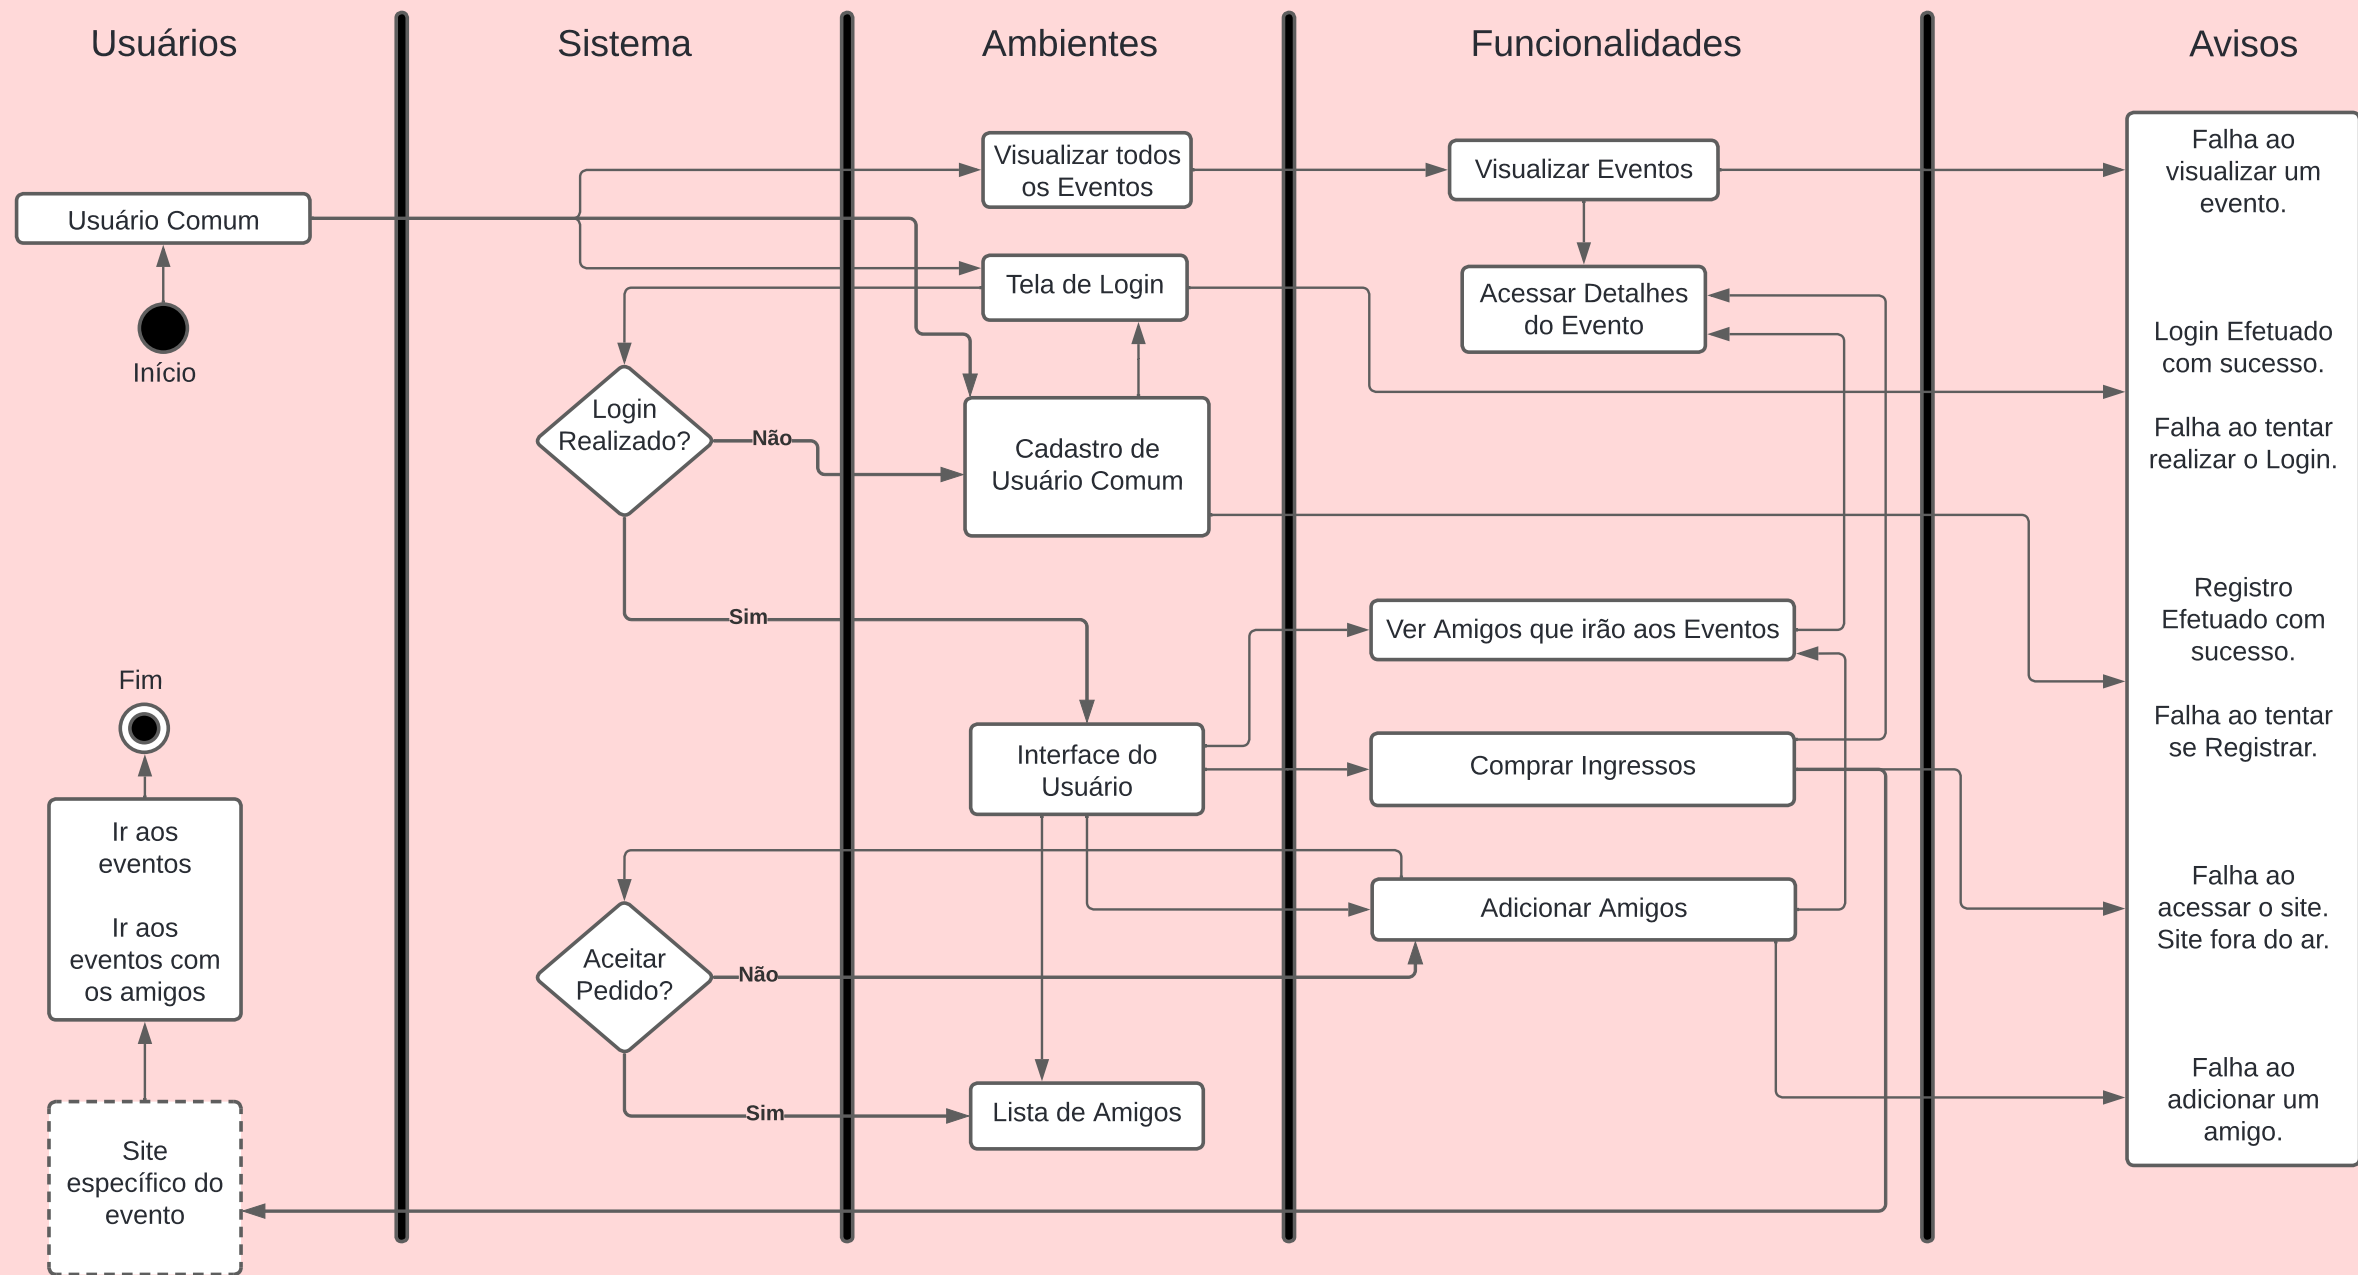 Usuários
Sistema
Ambientes
Funcionalidades
Avisos
Usuário Comum
Início
Fim
Ir aos
eventos
Ir aos
eventos com
os amigos
Site
específico do
evento
Login
Realizado?
Não
Sim
Aceitar
Pedido?
Não
Sim
Visualizar todos
os Eventos
Tela de Login
Cadastro de
Usuário Comum
Interface do
Usuário
Lista de Amigos
Visualizar Eventos
Acessar Detalhes
do Evento
Ver Amigos que irão aos Eventos
Comprar Ingressos
Adicionar Amigos
Falha ao
visualizar um
evento.
Login Efetuado
com sucesso.
Falha ao tentar
realizar o Login.
Registro
Efetuado com
sucesso.
Falha ao tentar
se Registrar.
Falha ao
acessar o site.
Site fora do ar.
Falha ao
adicionar um
amigo.